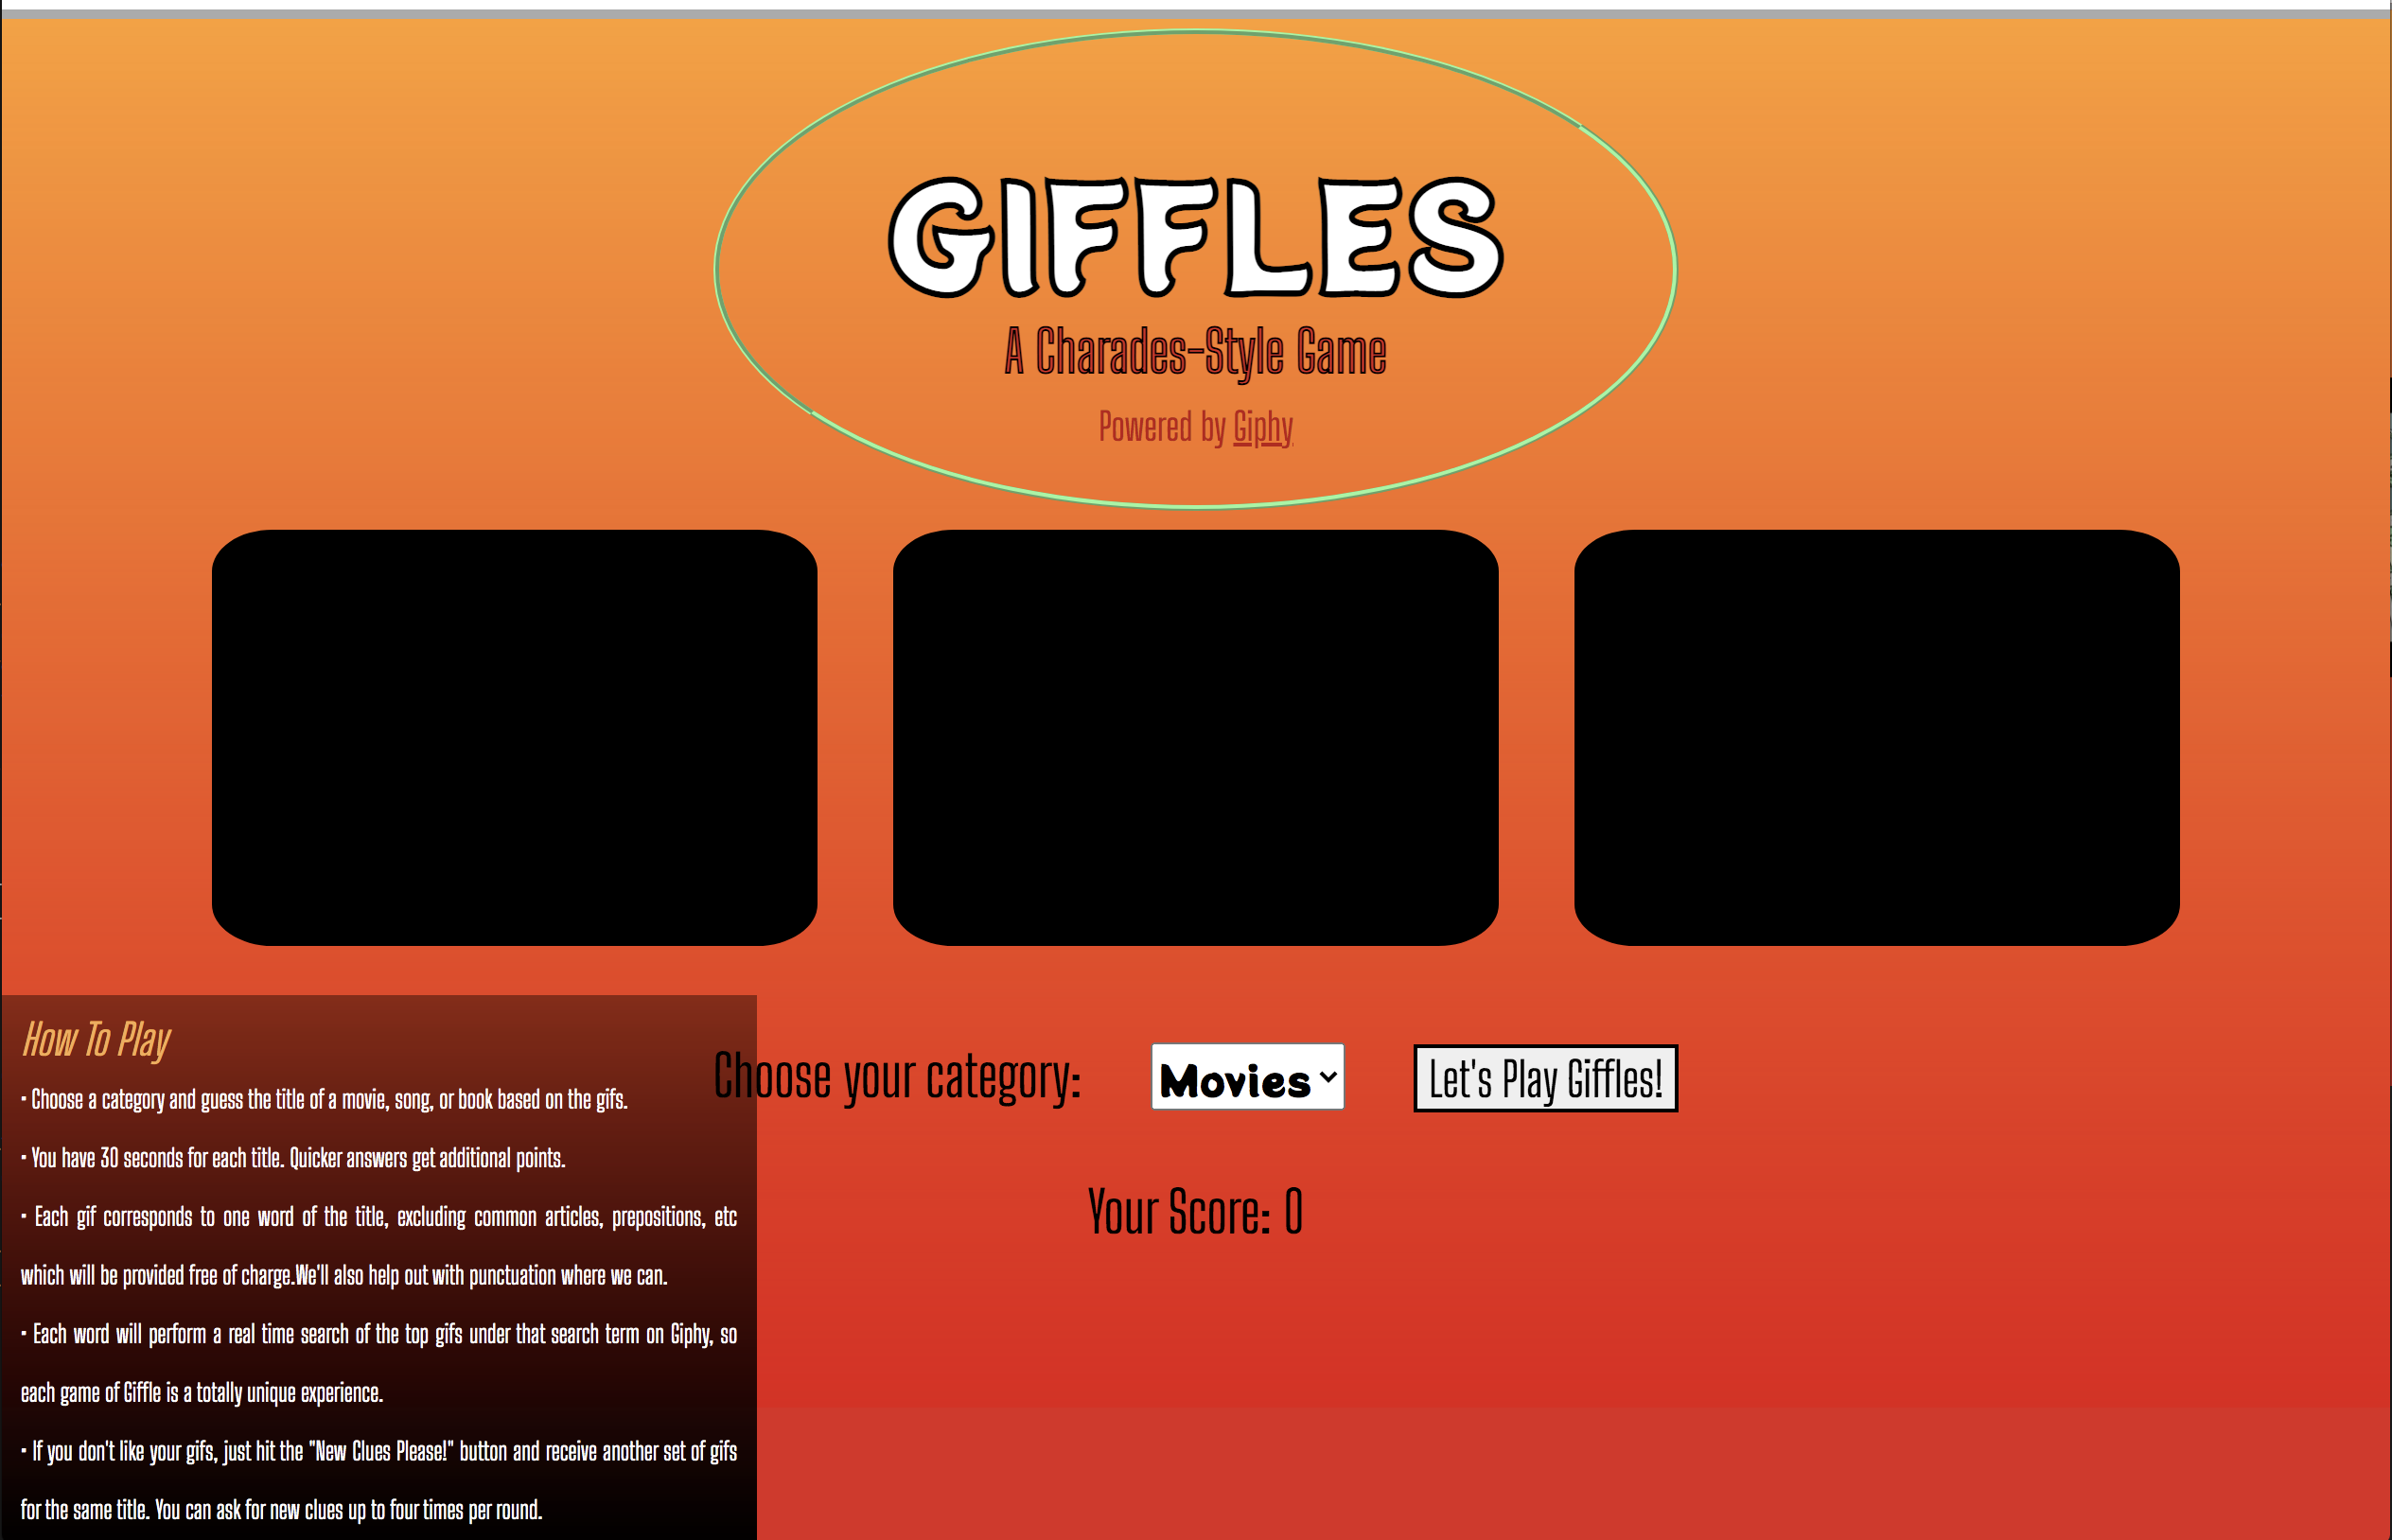 GIFFLES
A Charades-Style Game
Powered by Giphy
How To Play
• Choose a category and guess the title of a movie, song, or book based on the gifs.
• You have 30 seconds for each title. Quicker answers get additional points.
• Each gif corresponds to one word of the title, excluding common articles, prepositions, etc
which will be provided free of charge.We'll also help out with punctuation where we can.
• Each word will perform a real time search of the top gifs under that search term on Giphy, so
each game of Giffle is a totally unique experience.
• If you don't like your gifs, just hit the "New Clues Please!" button and receive another set of gifs
for the same title. You can ask for new clues up to four times per round.
Choose your category: Movies Let's Play Giffles!
Your Score: 0